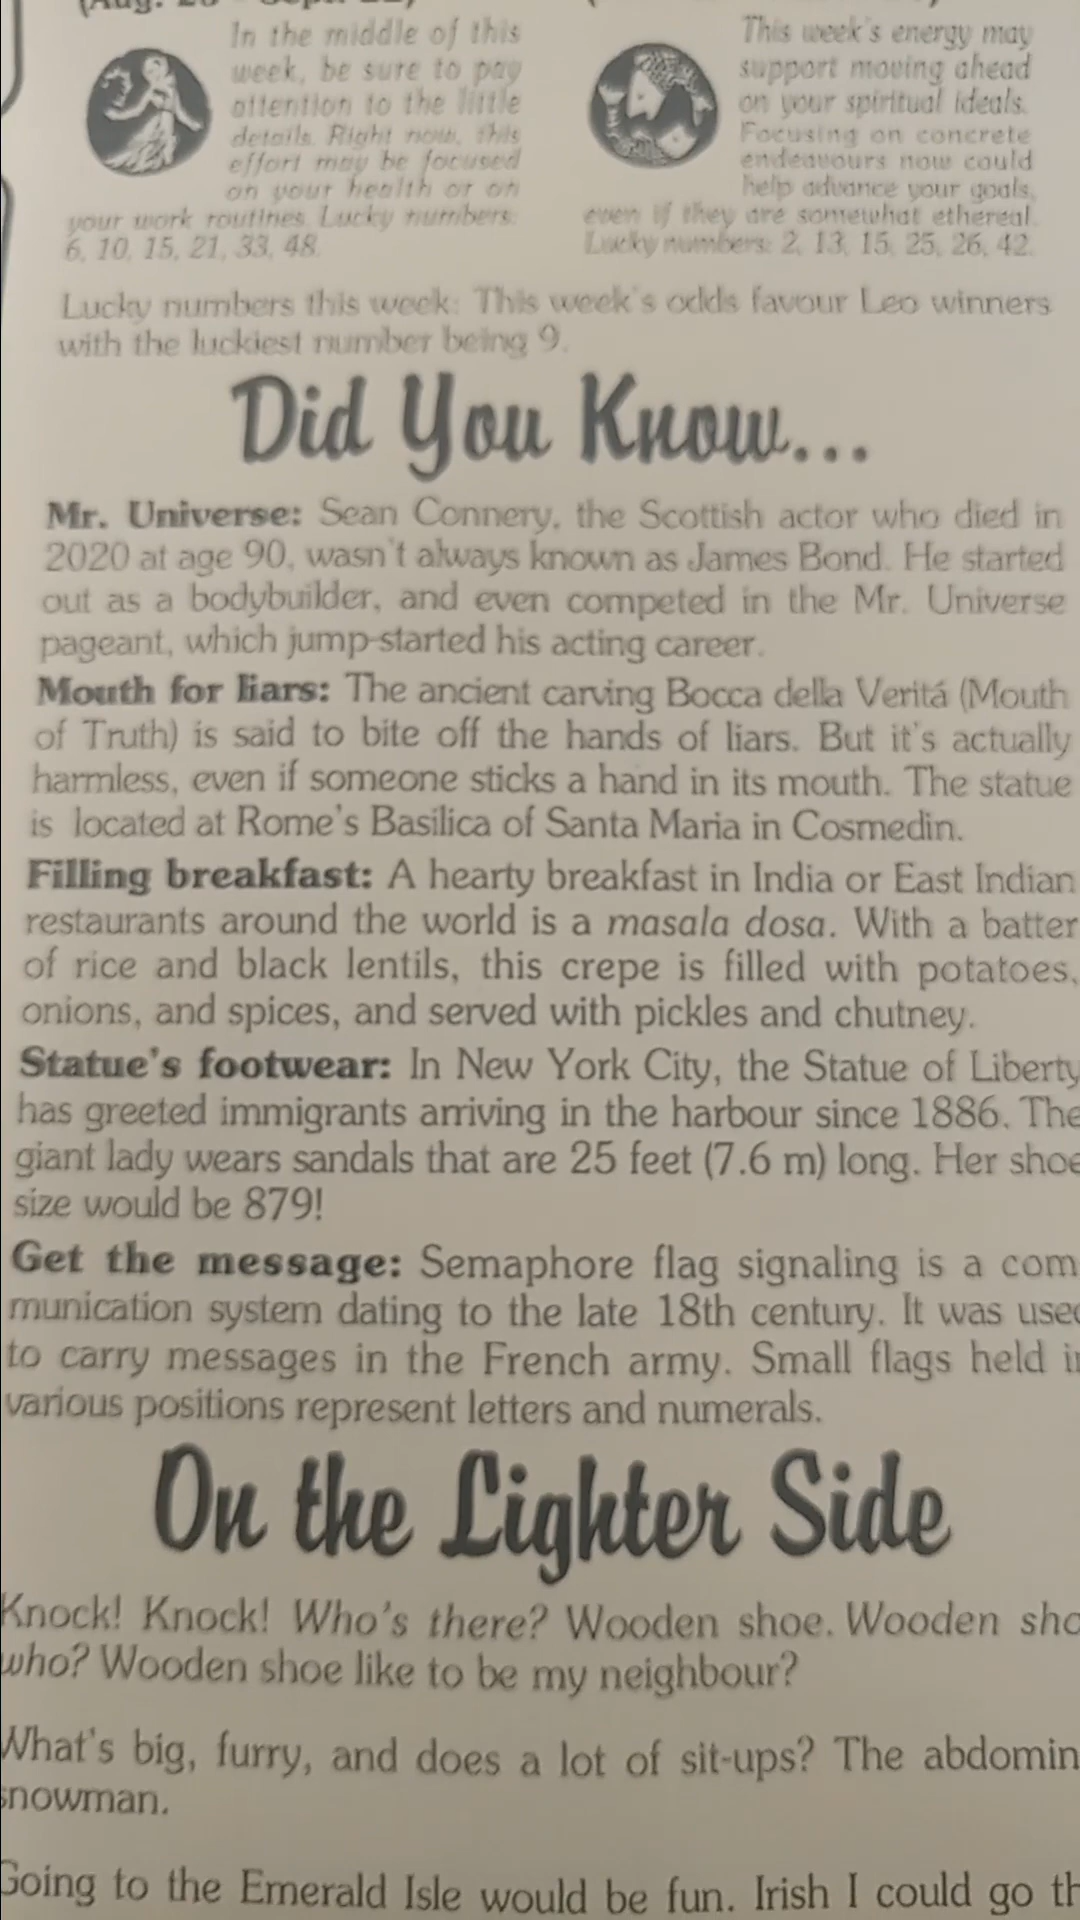 In the middle of this
week, be sure to pay
attention to the little
details. Right now, this
effort may be focused
on your health or on
your work routines. Lucky numbers:
6, 10, 15, 21, 33, 48.
This week's energy may
support moving ahead
on your spiritual ideals.
Focusing on concrete
endeavours now could
help advance your goals,
even if they are somewhat ethereal.
Lucky numbers: 2, 13, 15, 25, 26, 42.
Lucky numbers this week: This week's odds favour Leo winners
with the luckiest number being 9.
Did You Know...
Mr. Universe: Sean Connery, the Scottish actor who died in
2020 at age 90, wasn't always known as James Bond. He started
out as a bodybuilder, and even competed in the Mr. Universe
pageant, which jump-started his acting career.
Mouth for liars: The ancient carving Bocca della Veritá (Mouth
of Truth) is said to bite off the hands of liars. But it's actually
harmless, even if someone sticks a hand in its mouth. The statue
is located at Rome's Basilica of Santa Maria in Cosmedin.
Filling breakfast: A hearty breakfast in India or East Indian
restaurants around the world is a masala dosa. With a batter
of rice and black lentils, this crepe is filled with potatoes,
onions, and spices, and served with pickles and chutney.
Statue's footwear: In New York City, the Statue of Liberty
has greeted immigrants arriving in the harbour since 1886. The
giant lady wears sandals that are 25 feet (7.6 m) long. Her shoe
size would be 879!
Get the message: Semaphore flag signaling is a com
munication system dating to the late 18th century. It was used
to carry messages in the French army. Small flags held in
various positions represent letters and numerals.
On the Lighter Side
Knock! Knock! Who's there? Wooden shoe. Wooden sho
who? Wooden shoe like to be my neighbour?
What's big, furry, and does a lot of sit-ups? The abdomin
snowman.
Going to the Emerald Isle would be fun. Irish I could go th